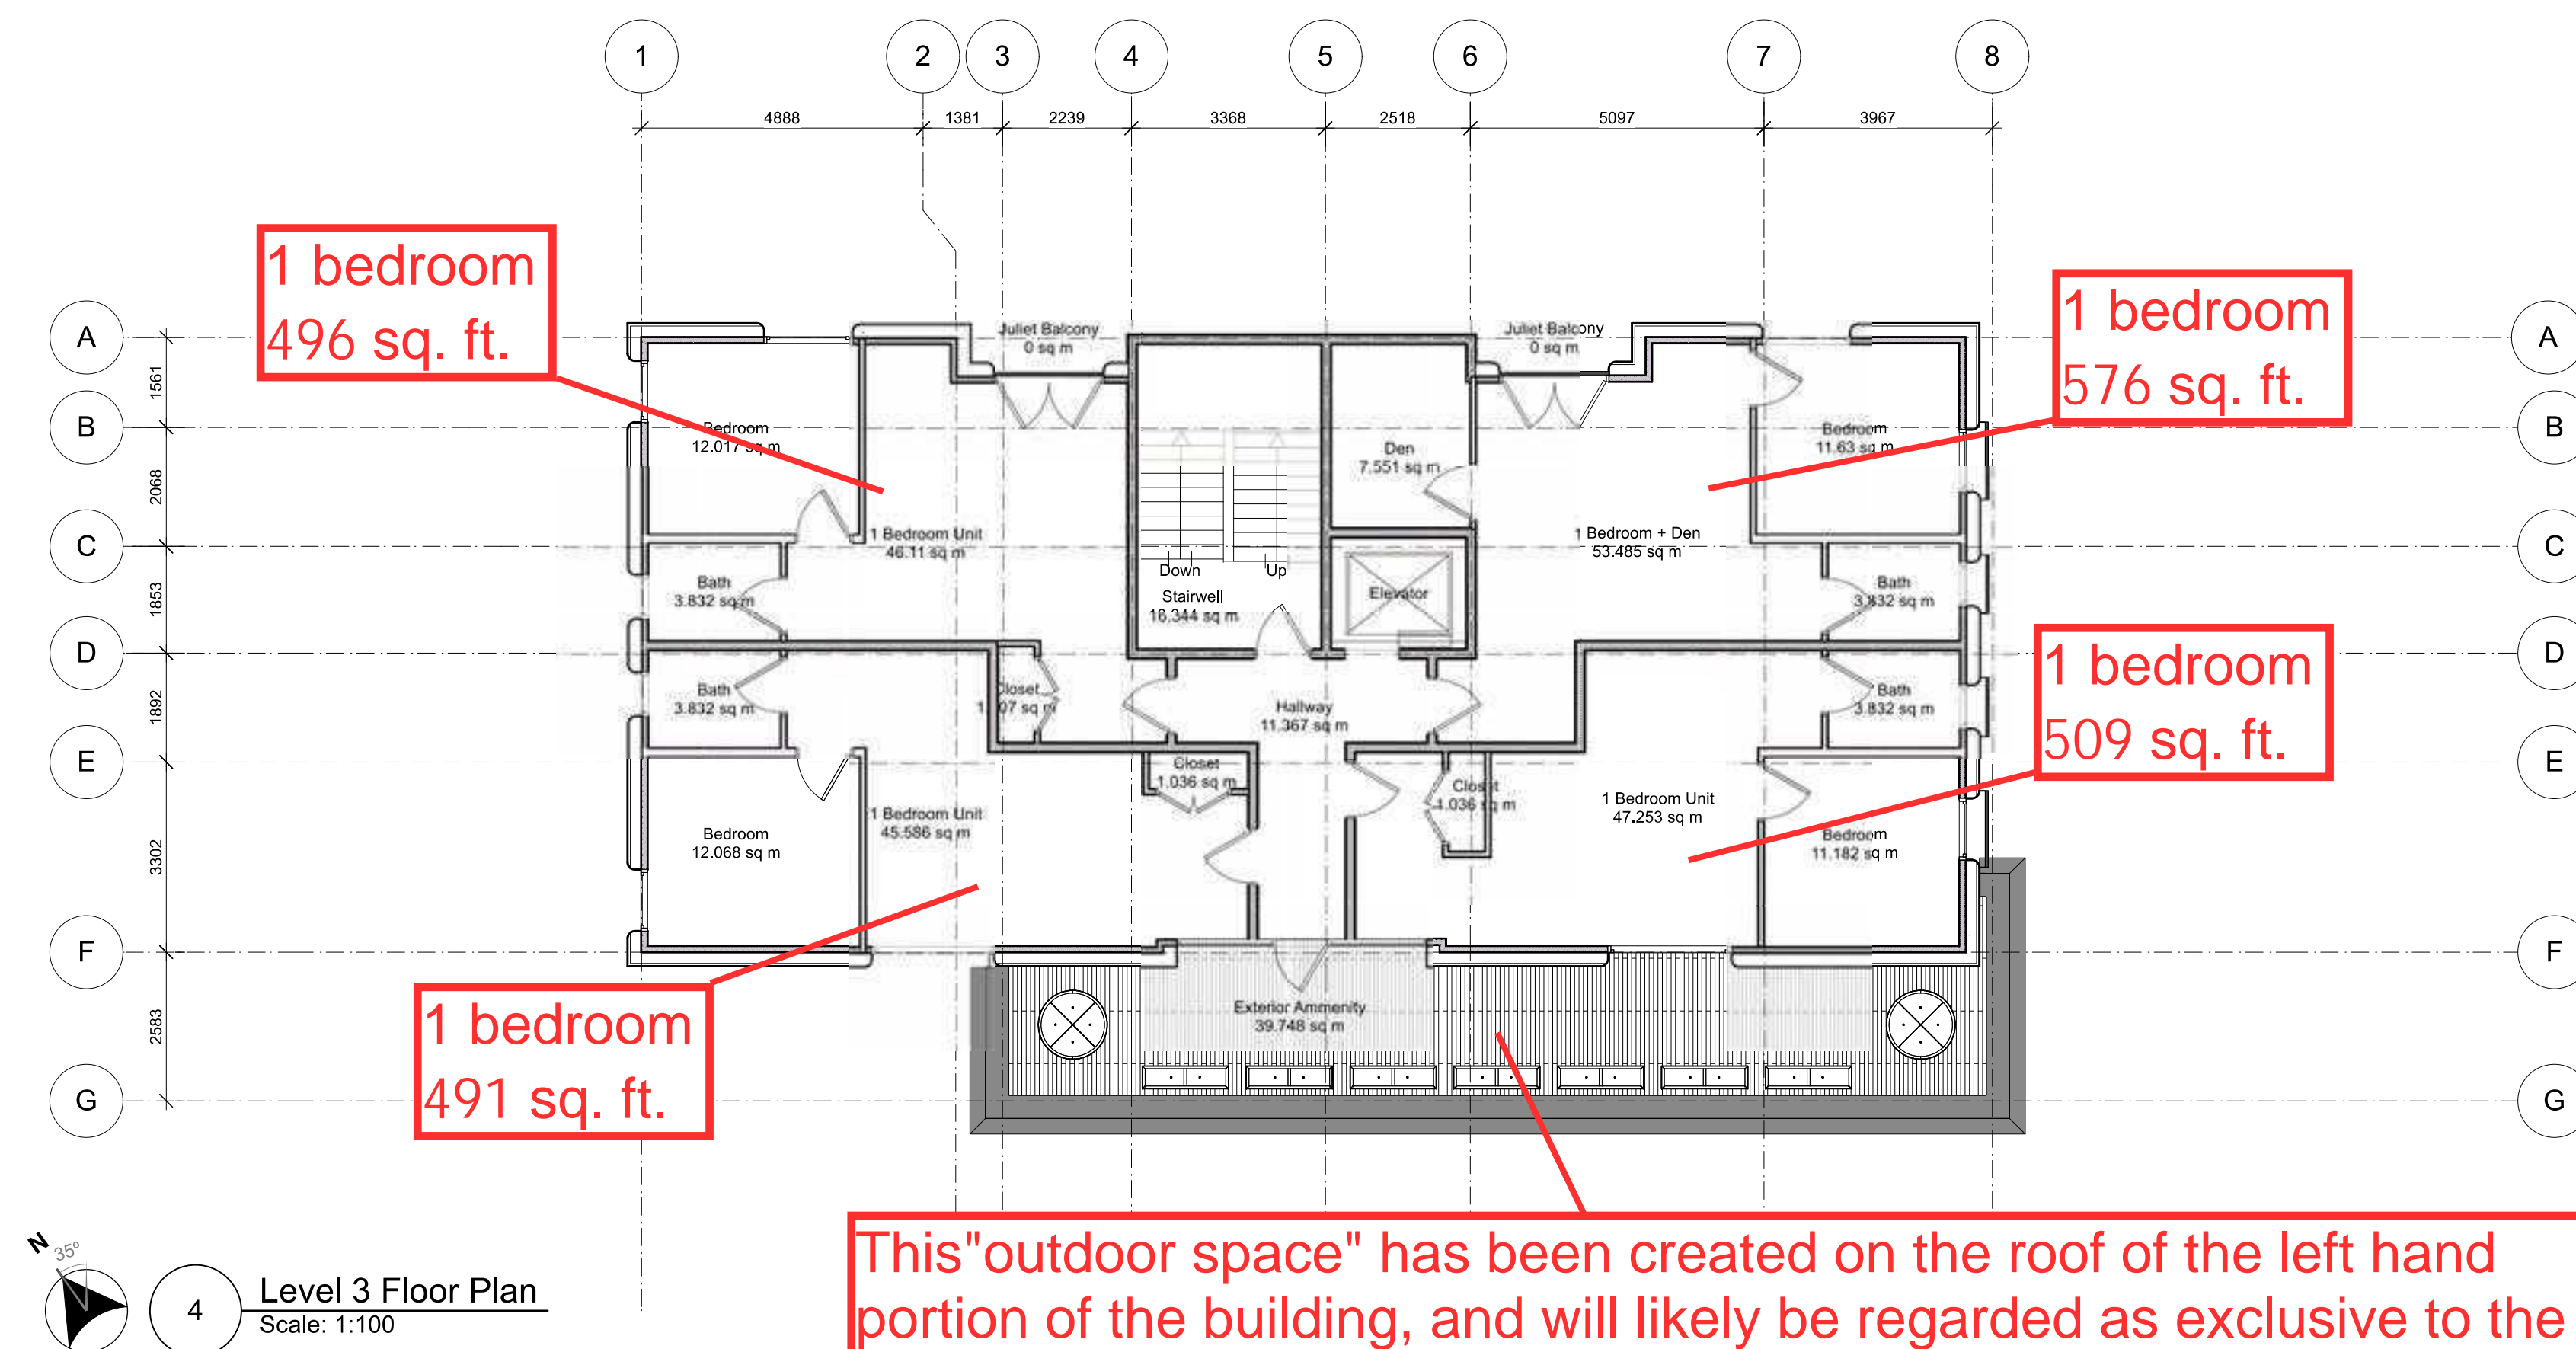 1
2
3
4
5
6
7
8
4888
1381
2239
3368
2518
5097
3967
A
B
C
D
E
F
G
1561
2068
1853
1892
3302
2583
A
B
C
D
E
F
G
1 bedroom
496 sq. ft.
1 bedroom
576 sq. ft.
Juliet Balcony
0 sq m
Juliet Balcony
0 sq m
Bedroom
12.017 sq m
Den
7.551 sq m
Bedroom
11.63 sq m
1 Bedroom Unit
46.11 sq m
1 Bedroom + Den
53.485 sq m
Bath
3.832 sq m
Down
Up
Stairwell
16.344 sq m
Elevator
Bath
3.832 sq m
1 bedroom
509 sq. ft.
Bath
3.832 sq m
Closet
sq m
Hallway
11.367 sq m
Bath
3.832 sq m
Closet
1.036 sq m
Closet
1.036 sq m
1 Bedroom Unit
45.586 sq m
1 Bedroom Unit
47.253 sq m
Bedroom
12.068 sq m
Bedroom
11.182 sq m
1 bedroom
491 sq. ft.
Exterior Ammenity
39.748 sq m
This"outdoor space" has been created on the roof of the left hand
portion of the building, and will likely be regarded as exclusive to the
N
35°
4
Level 3 Floor Plan
Scale: 1:100